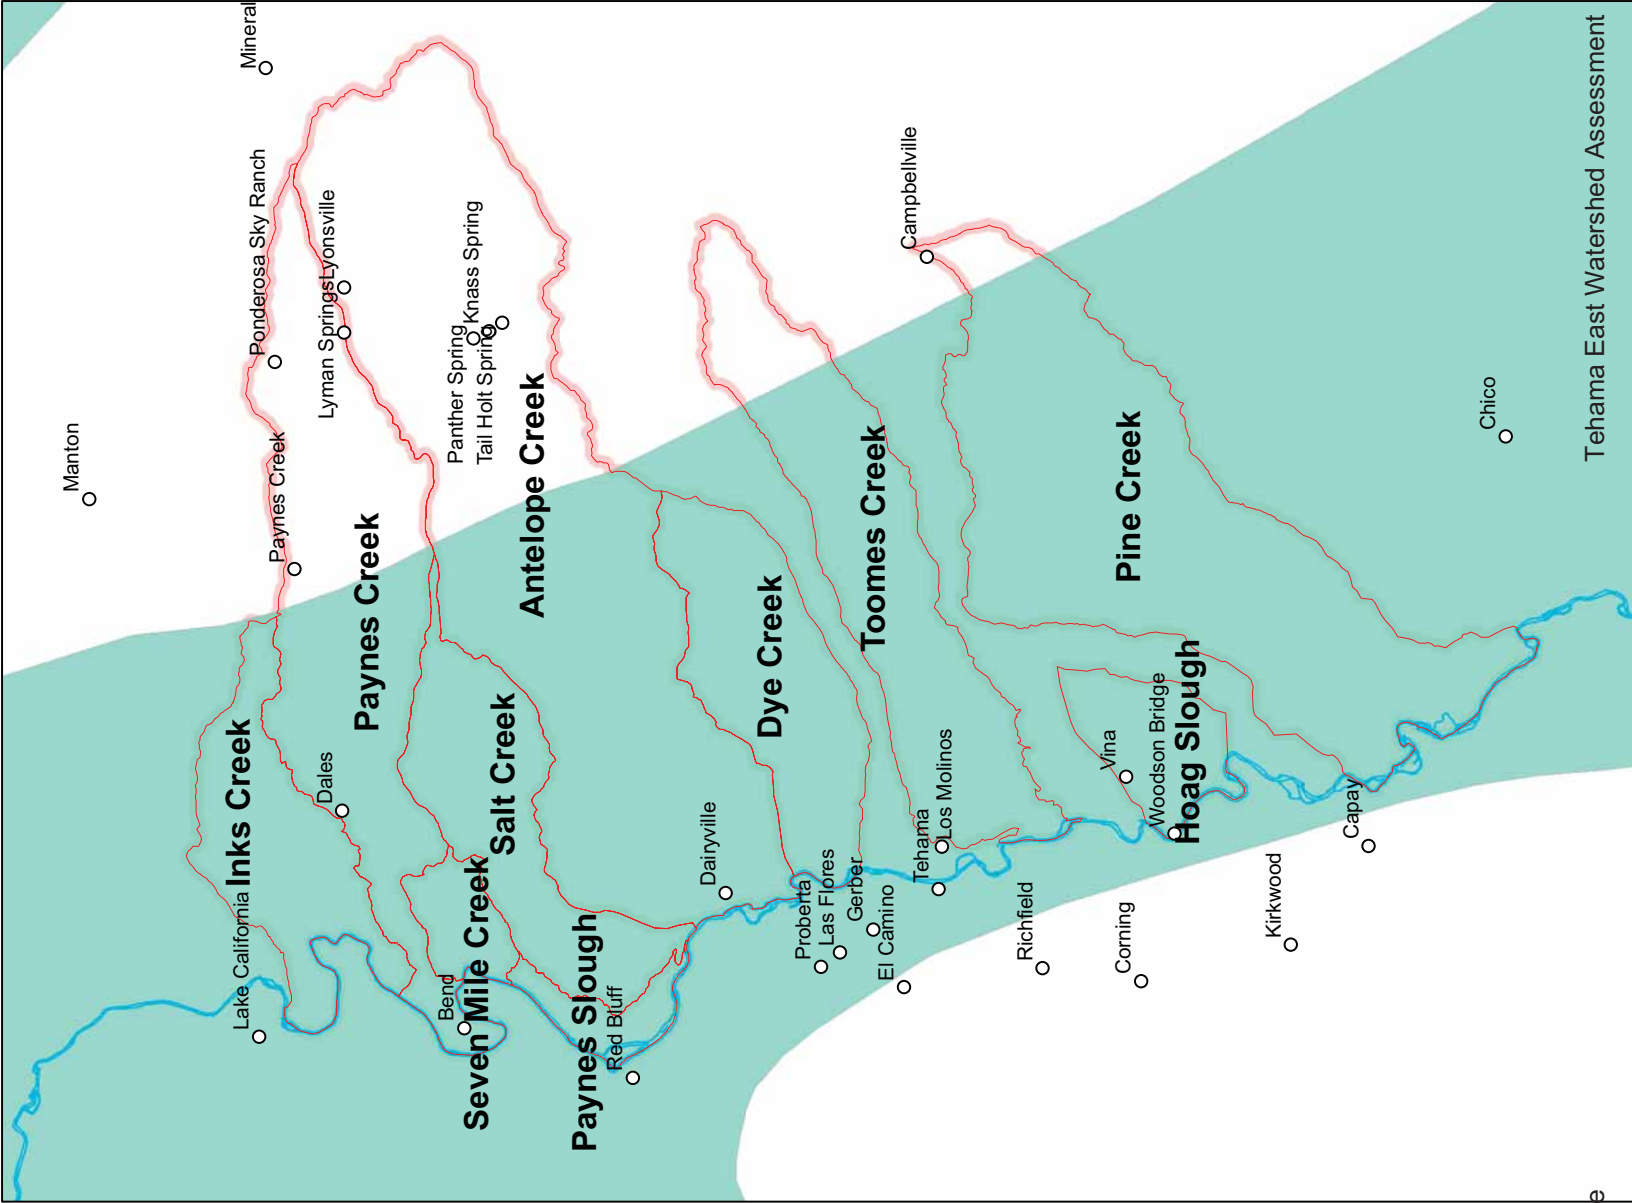 Mineral
Manton
Ponderosa Sky Ranch
Lyonsville
Lyman Springs
Paynes Creek
Knass Spring
Panther Spring
Tail Holt Spring
Campbellville
Antelope Creek
Paynes Creek
Toomes Creek
Pine Creek
Chico
Dye Creek
Inks Creek
Salt Creek
Dales
Hoag Slough
Vina
Woodson Bridge
Los Molinos
Tehama
Dairyville
Capay
Lake California
Seven Mile Creek
Bend
Paynes Slough
Red Bluff
Proberta
Las Flores
Gerber
El Camino
Richfield
Corning
Kirkwood
Tehama East Watershed Assessment
e